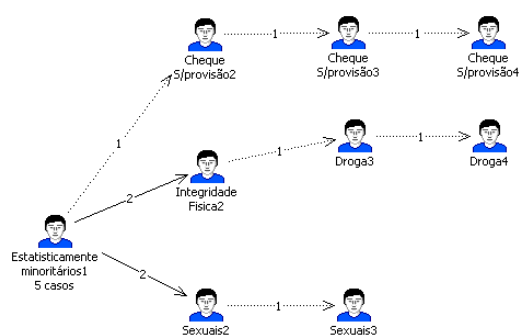 1
1
Cheque
S/provisão2
Cheque
S/provisão3
Cheque
S/provisão4
1
1
1
Droga3
Droga4
2
Integridade
Fisica2
Estatisticamente
minoritários1
5 casos
2
1
Sexuais2
Sexuais3